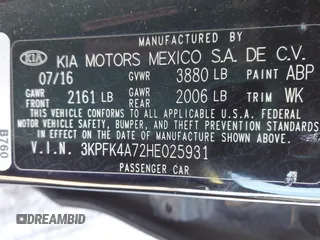 MANUFACTURED BY
KIA KIA MOTORS MEXICO S.A. DE C.V.
07/16 GVWR 3880 LB PAINT ABP
GAWR FRONT 2161 LB GAWR REAR 2006 LB TRIM WK
THIS VEHICLE CONFORMS TO ALL APPLICABLE U.S.A. FEDERAL
MOTOR VEHICLE SAFETY, BUMPER, AND THEFT PREVENTION
STANDARDS IN EFFECT ON THE DATE OF MANUFACTURE
SHOWN ABOVE.
V.I.N. 3KPFK4A72HE025931
PASSENGER CAR
B760
DREAMBID